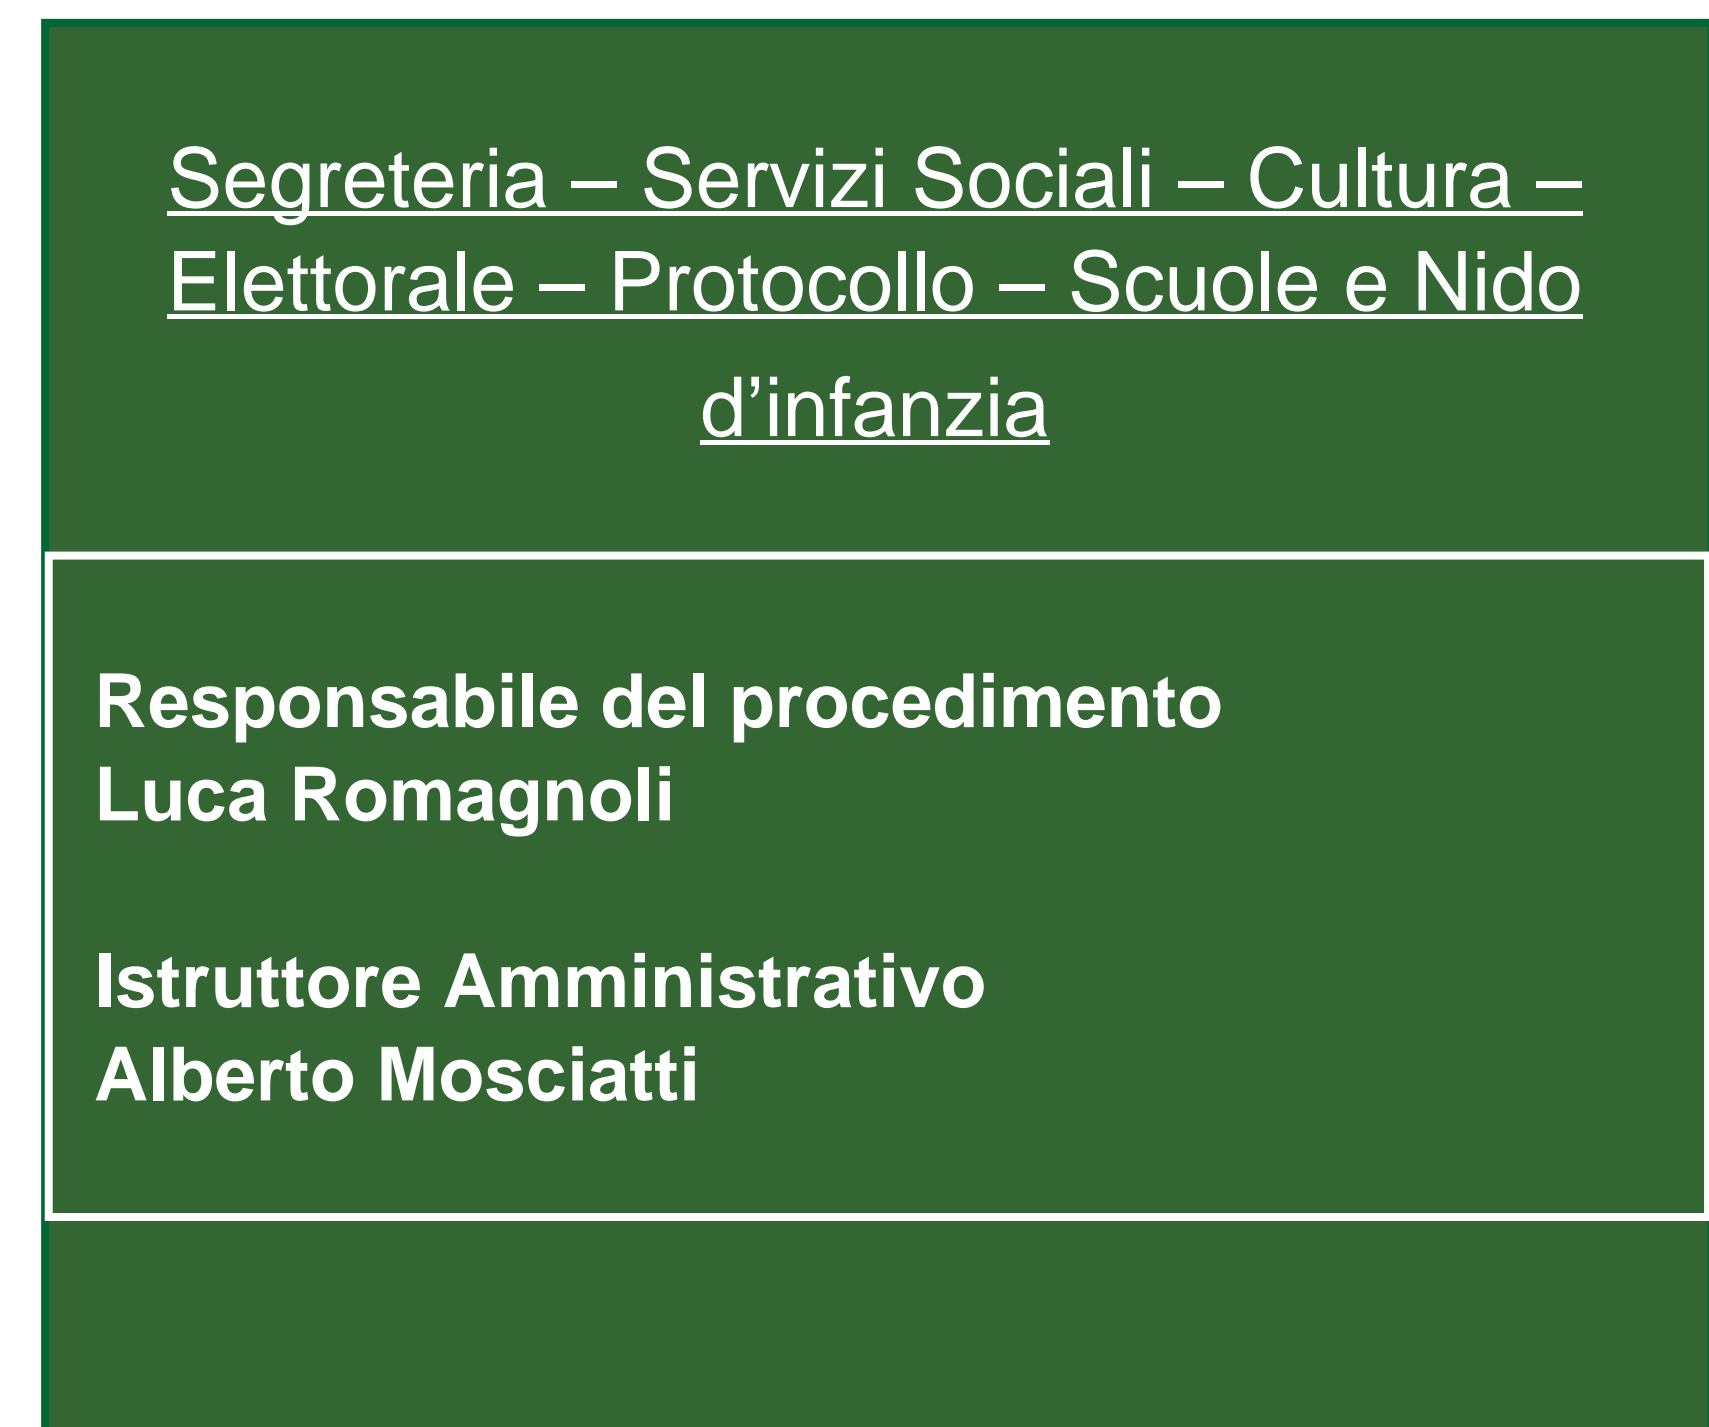 Segreteria – Servizi Sociali – Cultura –
Elettorale – Protocollo – Scuole e Nido
d’infanzia
Responsabile del procedimento
Luca Romagnoli
Istruttore Amministrativo
Alberto Mosciatti